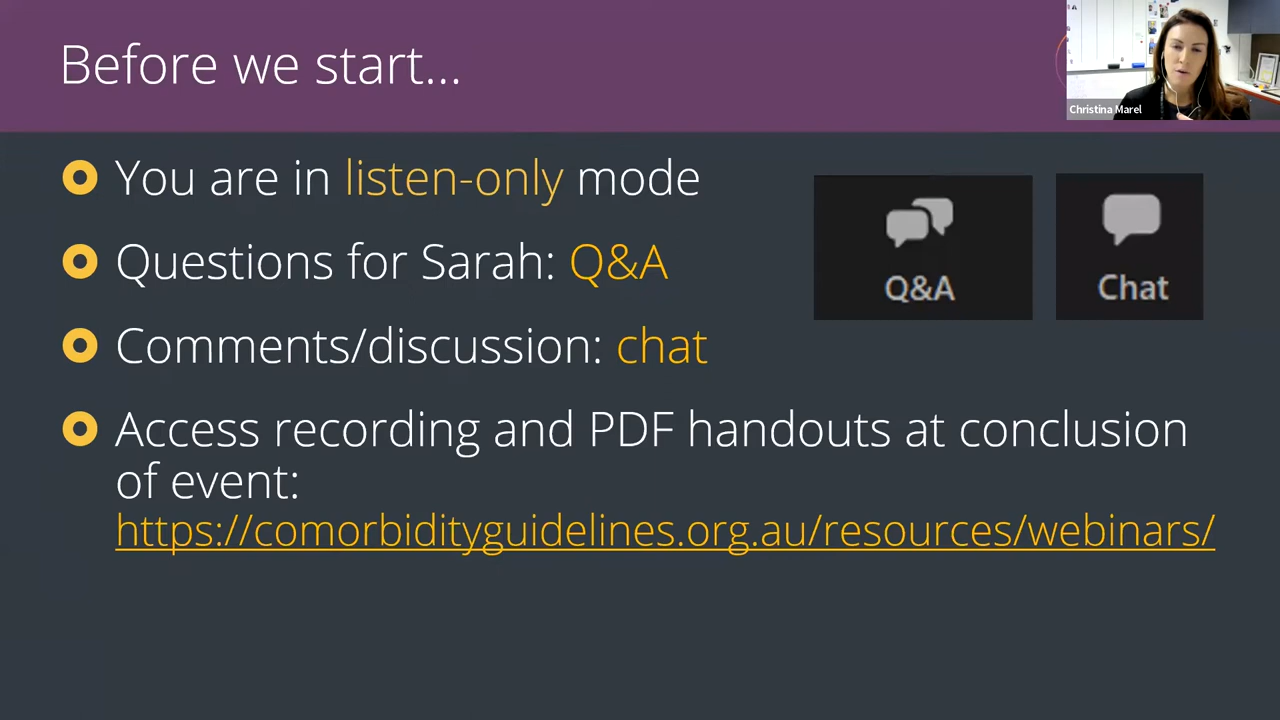 Before we start...
Christina Marel
You are in listen-only mode
Questions for Sarah: Q&A
Comments/discussion: chat
Q&A
Chat
Access recording and PDF handouts at conclusion
of event:
https://comorbidityguidelines.org.au/resources/webinars/